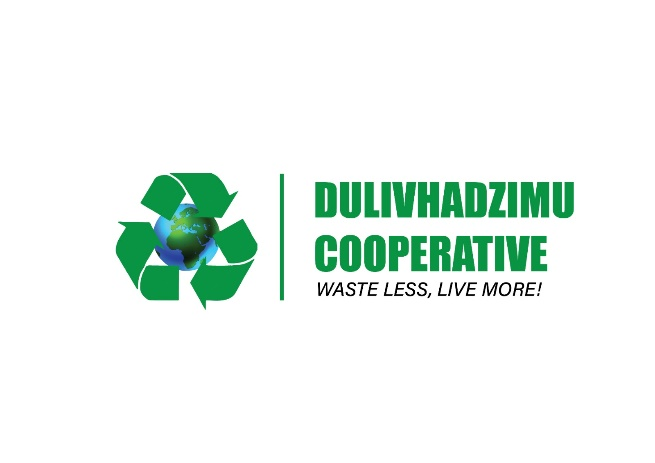 DULIVHADZIMU
COOPERATIVE
WASTE LESS, LIVE MORE!